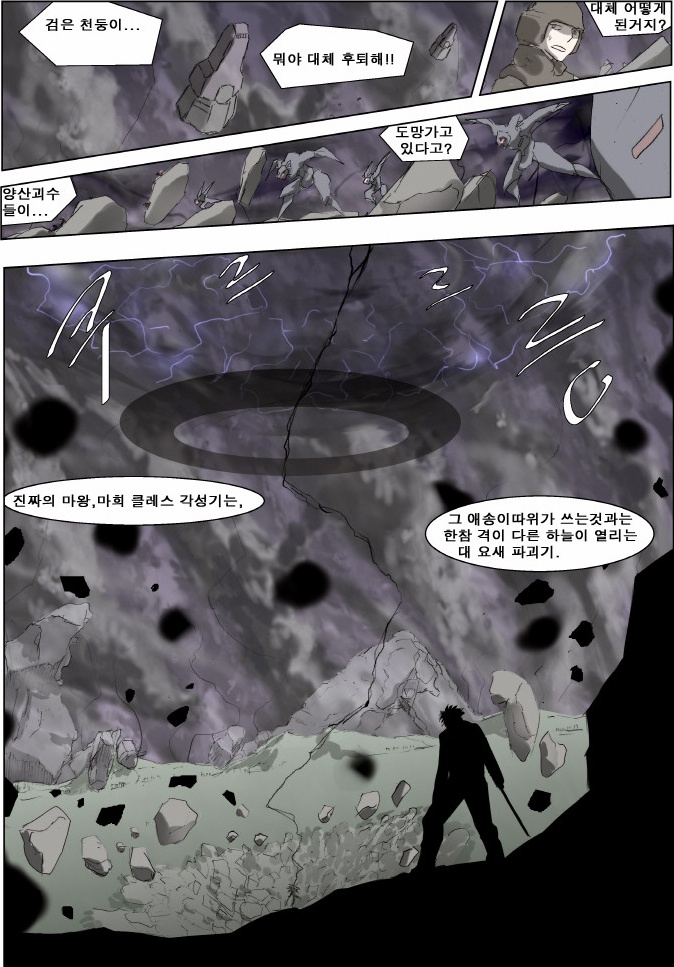 검은 천둥이...
뭐야 대체 후퇴해!!
대체 어떻게
된거지?
도망가고
있다고?
양산괴수
들이...
진짜의 마왕,마희 클레스 각성기는,
그 애송이따위가 쓰는것과는
한참 격이 다른 하늘이 열리는
대 요새 파괴기.